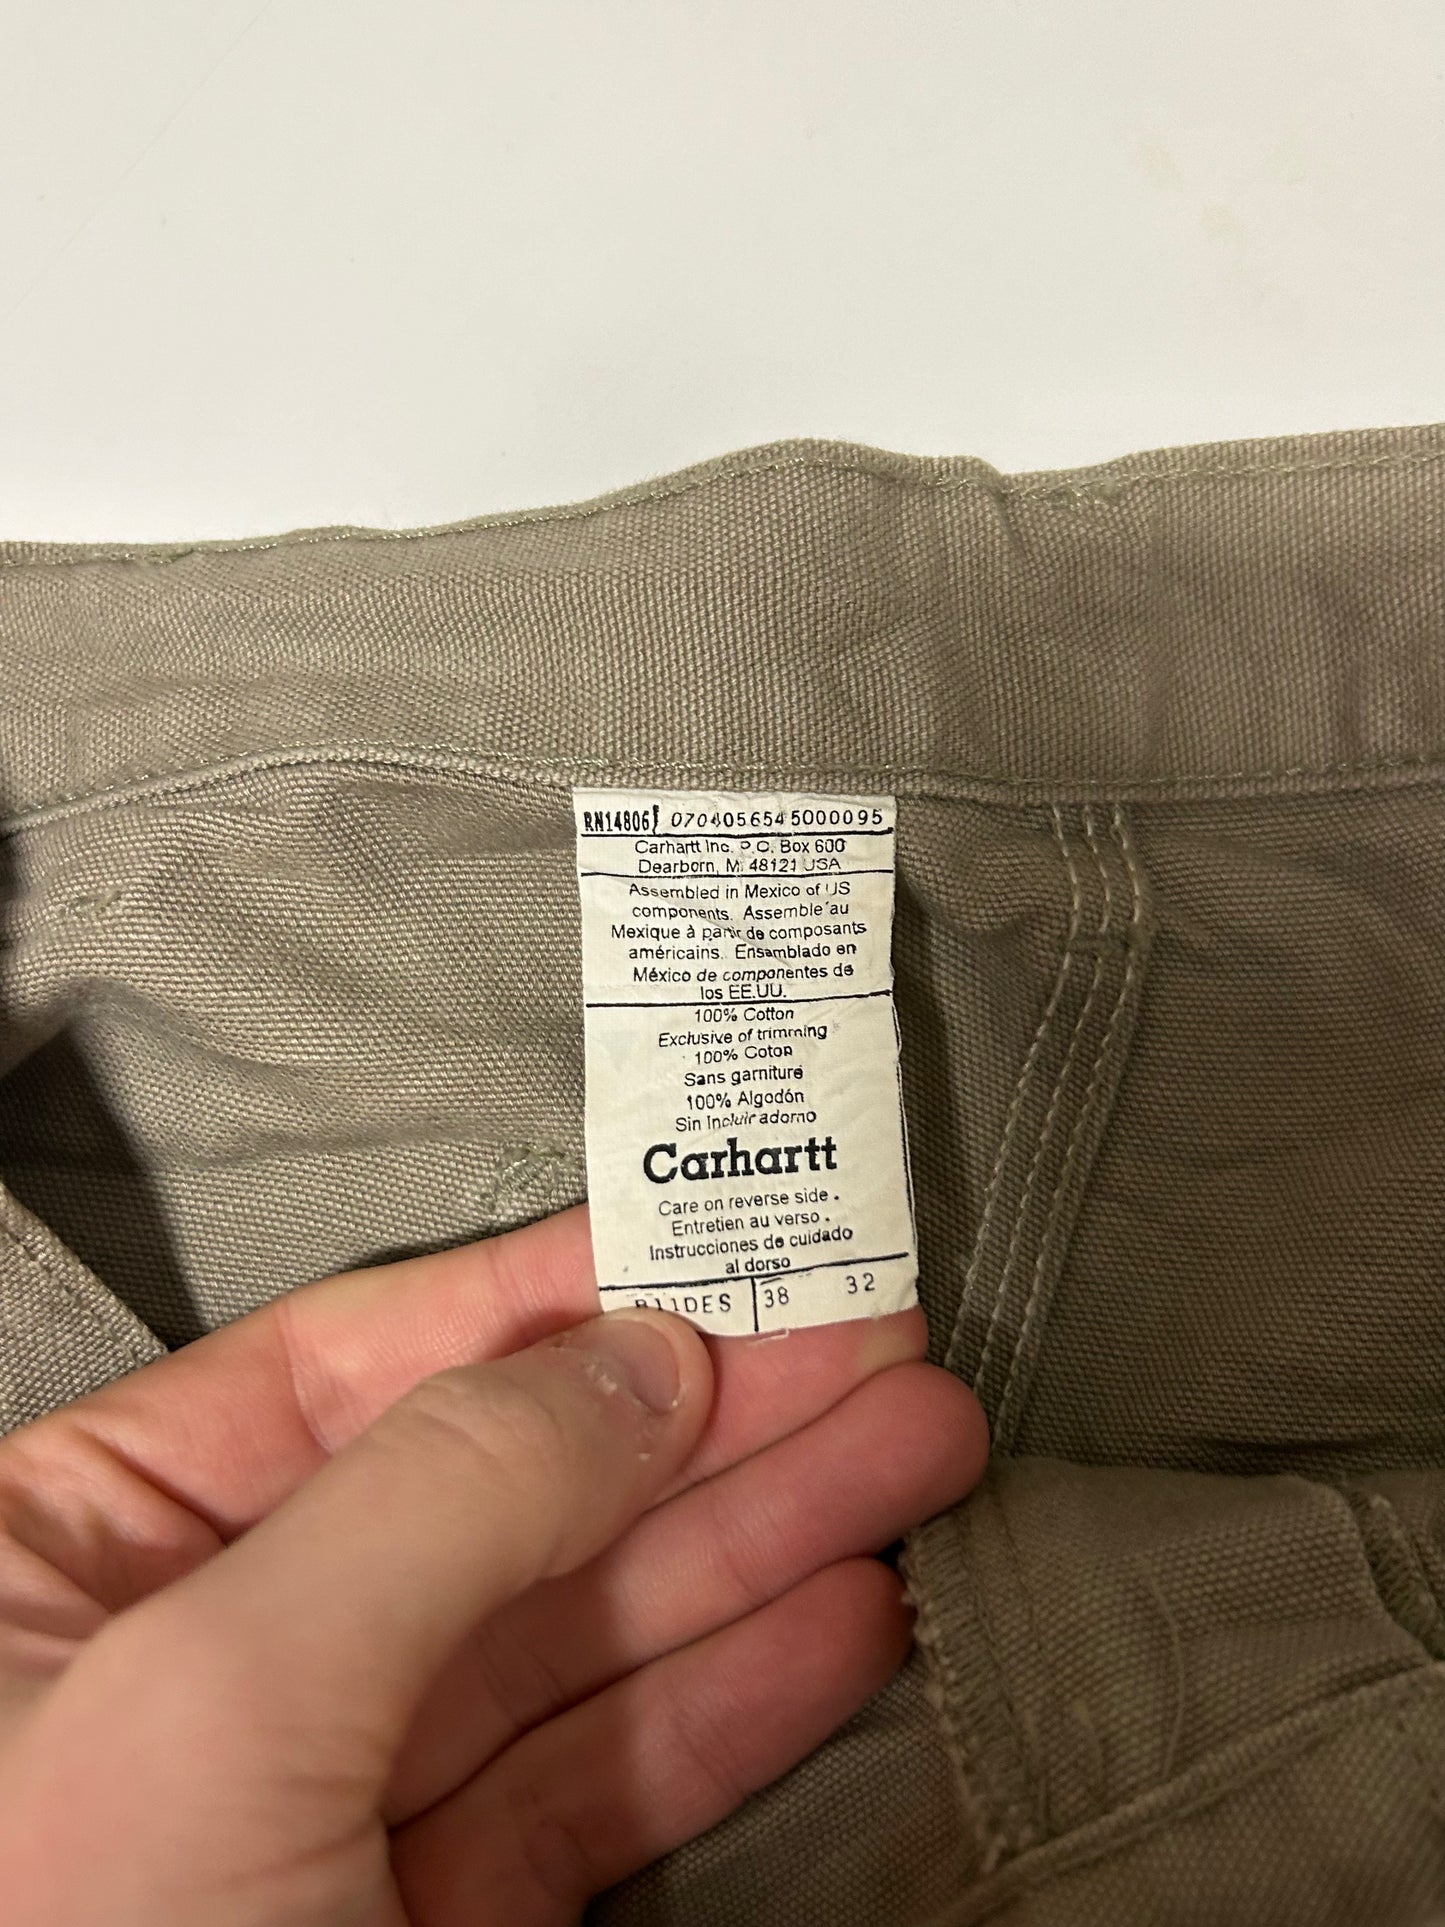 RN14806 0704056545000095
Carhartt Inc. P.O. Box 600
Dearborn, MI 48121 USA
Assembled in Mexico of US
components. Assemblé au
Mexique à partir de composants
américains. Ensamblado en
México de componentes de
los EE.UU.
100% Cotton
Exclusive of trimming
100% Coton
Sans garniture
100% Algodón
Sin Incluir adorno
Carhartt
Care on reverse side.
Entretien au verso.
Instrucciones de cuidado
al dorso
B11DES 38 32